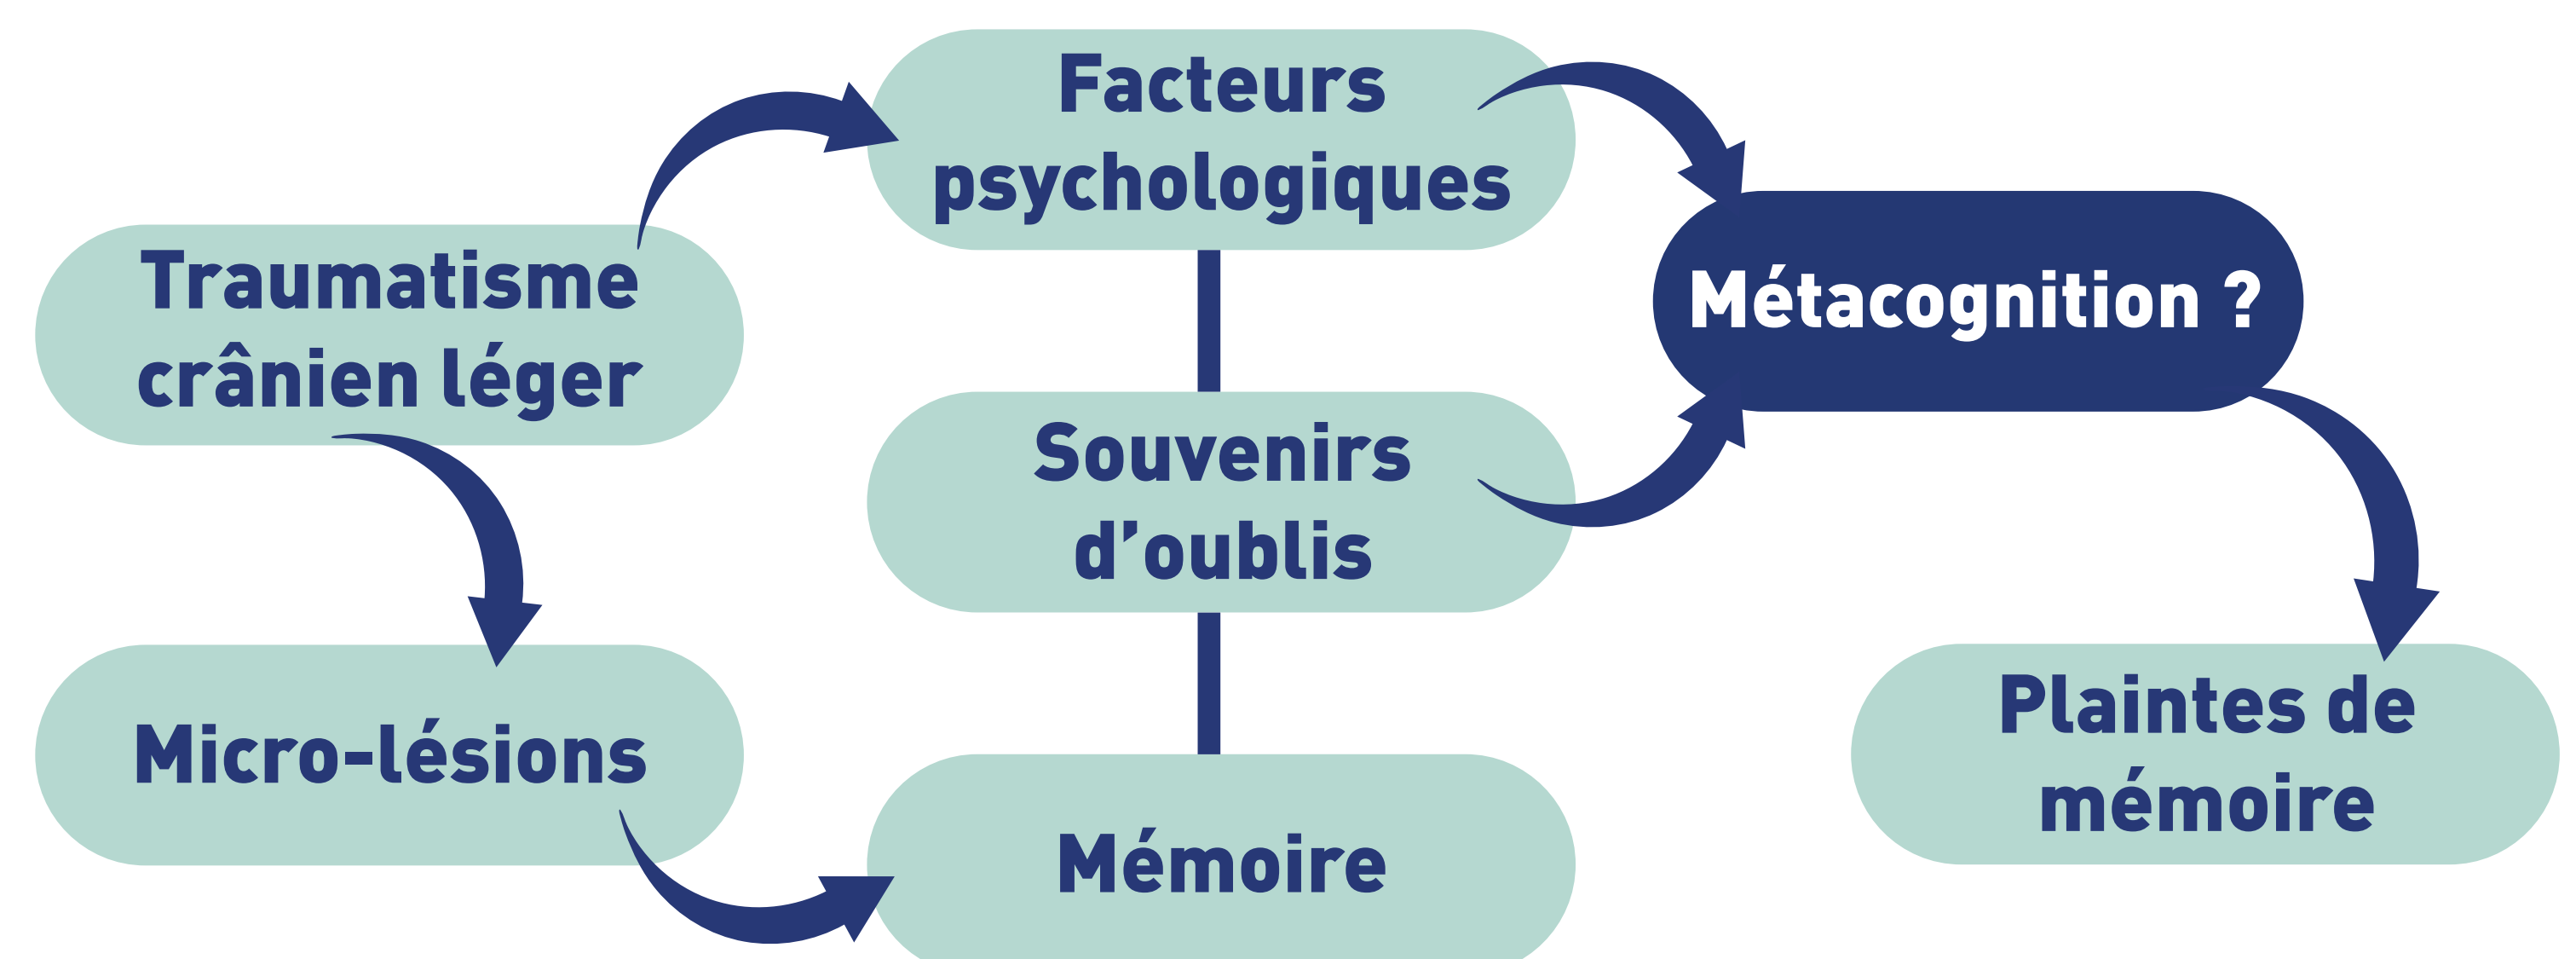 Facteurs
psychologiques
Traumatisme
crânien léger
Métacognition ?
Souvenirs
d’oublis
Micro-lésions
Mémoire
Plaintes de
mémoire